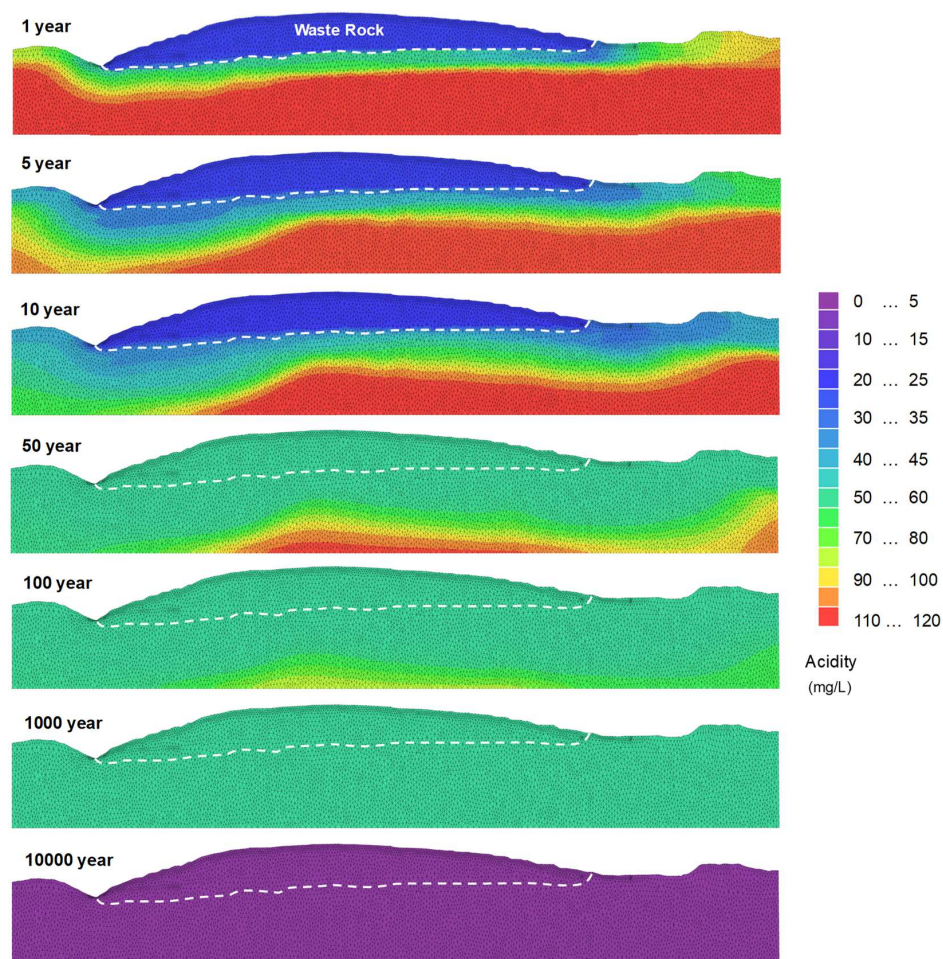 1 year
Waste Rock
5 year
10 year
50 year
100 year
1000 year
10000 year
0 ... 5
10 ... 15
20 ... 25
30 ... 35
40 ... 45
50 ... 60
70 ... 80
90 ... 100
110 ... 120
Acidity
(mg/L)